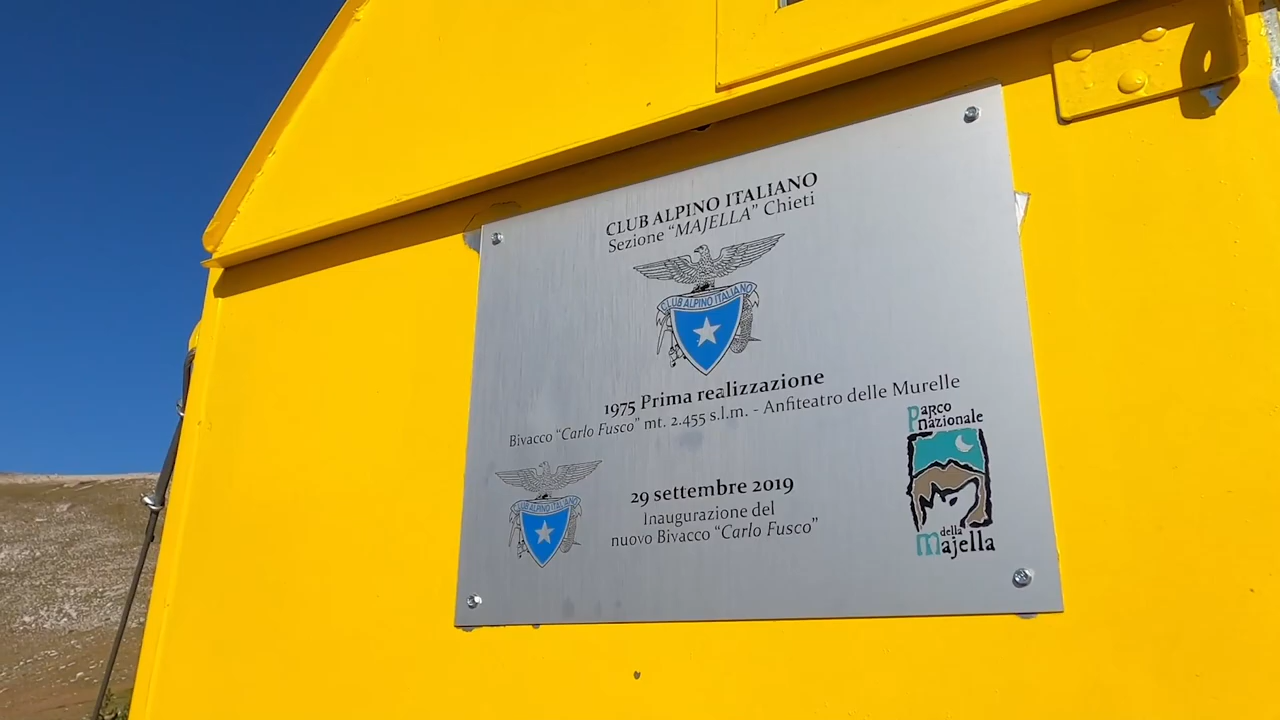 CLUB ALPINO ITALIANO
Sezione “MAJELLA” Chieti
CLUB ALPINO ITALIANO
1975 Prima realizzazione
Bivacco “Carlo Fusco” mt. 2.455 s.l.m. - Anfiteatro delle Murelle
CLUB ALPINO ITALIANO
29 settembre 2019
Inaugurazione del
nuovo Bivacco “Carlo Fusco”
Parco
nazionale
della
majella